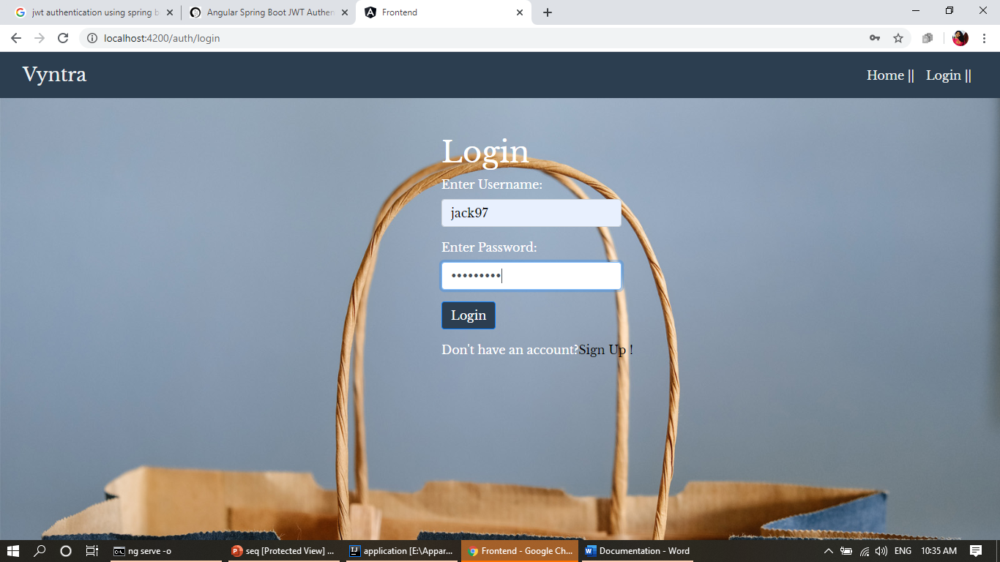 jwt authentication using spring b
Angular Spring Boot JWT Authen
Frontend
localhost:4200/auth/login
Vyntra
Home || Login ||
Login
Enter Username:
jack97
Enter Password:
•••••••••
Login
Don't have an account?Sign Up !
ng serve -o
seq [Protected View] ...
application [E:\Appar...
Frontend - Google Ch...
Documentation - Word
ENG
10:35 AM